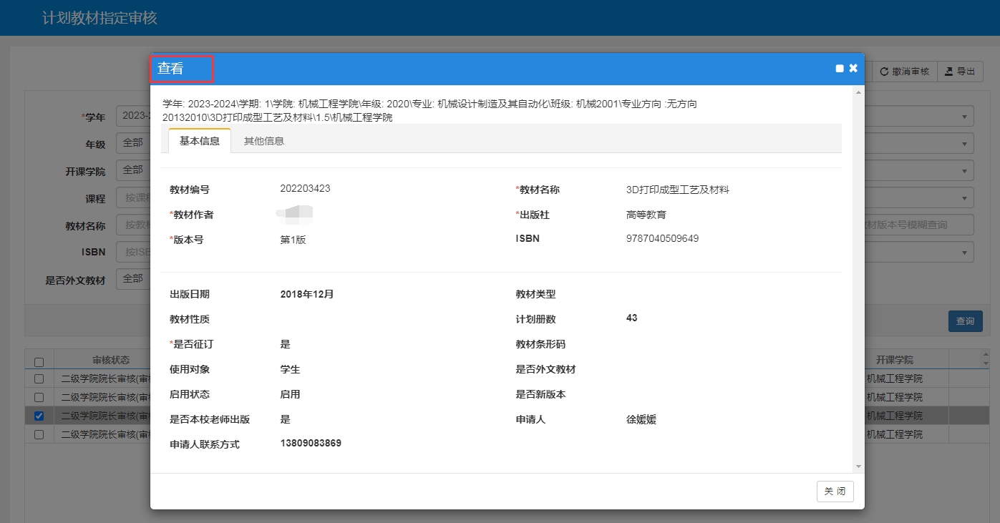 计划教材指定审核
撤消审核 导出
查看
学年: 2023-2024\学期: 1\学院: 机械工程学院\年级: 2020\专业: 机械设计制造及其自动化\班级: 机械2001\专业方向 :无方向
20132010\3D打印成型工艺及材料\1.5\机械工程学院
基本信息 其他信息
教材编号 202203423 *教材名称 3D打印成型工艺及材料
*教材作者 *出版社 高等教育
*版本号 第1版 ISBN 9787040509649
出版日期 2018年12月 教材类型
教材性质 计划册数 43
*是否征订 是 教材条形码
使用对象 学生 是否外文教材
启用状态 启用 是否新版本
是否本校老师出版 是 申请人 徐媛媛
申请人联系方式 13809083869
关 闭
*学年 2023-2
年级 全部
开课学院 全部
课程 按课程
教材名称 按教材
材版本号模糊查询
ISBN 按ISB
是否外文教材 全部
查询
审核状态 开课学院
二级学院院长审核(审 机械工程学院
二级学院院长审核(审 机械工程学院
二级学院院长审核(审 机械工程学院
二级学院院长审核(审 机械工程学院